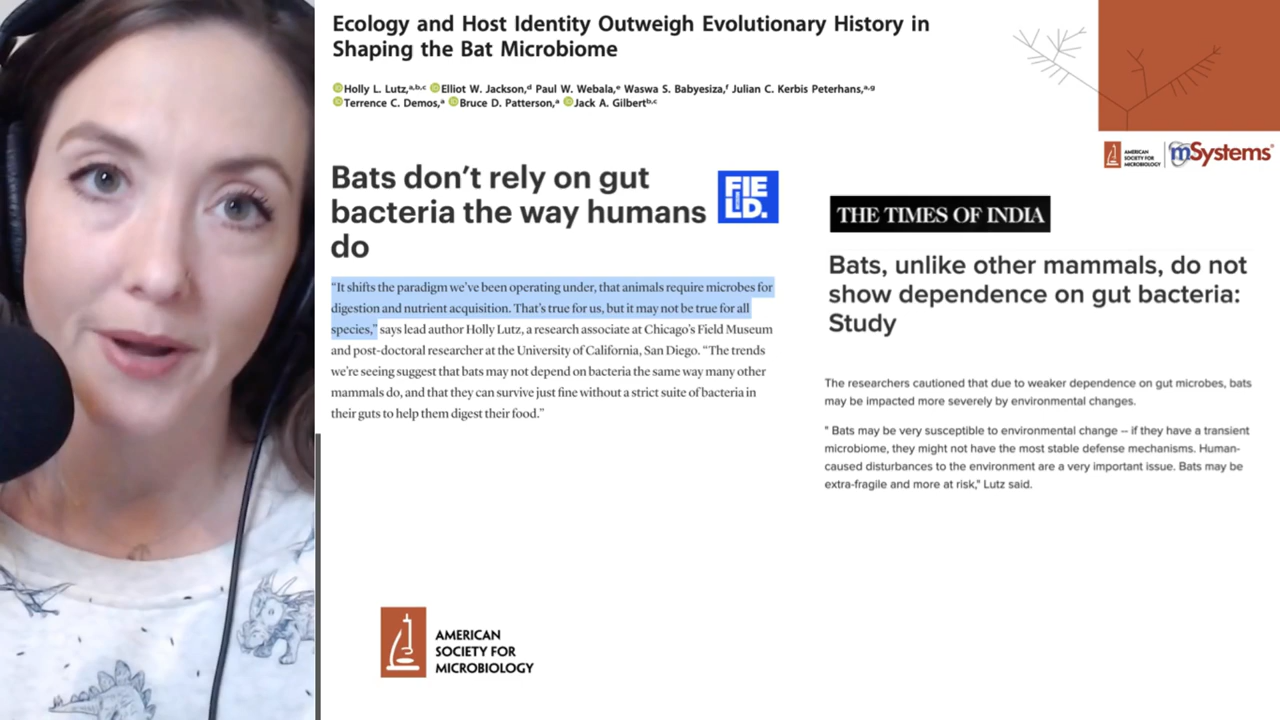 Ecology and Host Identity Outweigh Evolutionary History in
Shaping the Bat Microbiome
Holly L. Lutz,a,b,c Elliot W. Jackson,d Paul W. Webala,e Waswa S. Babyesiza,f Julian C. Kerbis Peterhans,a,g
Terrence C. Demos,a Bruce D. Patterson,a Jack A. Gilbertb,c
AMERICAN
SOCIETY FOR
MICROBIOLOGY
mSystems®
Bats don’t rely on gut
bacteria the way humans
do
FIE
LD.
“It shifts the paradigm we’ve been operating under, that animals require microbes for
digestion and nutrient acquisition. That’s true for us, but it may not be true for all
species,” says lead author Holly Lutz, a research associate at Chicago’s Field Museum
and post-doctoral researcher at the University of California, San Diego. “The trends
we’re seeing suggest that bats may not depend on bacteria the same way many other
mammals do, and that they can survive just fine without a strict suite of bacteria in
their guts to help them digest their food.”
THE TIMES OF INDIA
Bats, unlike other mammals, do not
show dependence on gut bacteria:
Study
The researchers cautioned that due to weaker dependence on gut microbes, bats
may be impacted more severely by environmental changes.
" Bats may be very susceptible to environmental change -- if they have a transient
microbiome, they might not have the most stable defense mechanisms. Human-
caused disturbances to the environment are a very important issue. Bats may be
extra-fragile and more at risk," Lutz said.
AMERICAN
SOCIETY FOR
MICROBIOLOGY